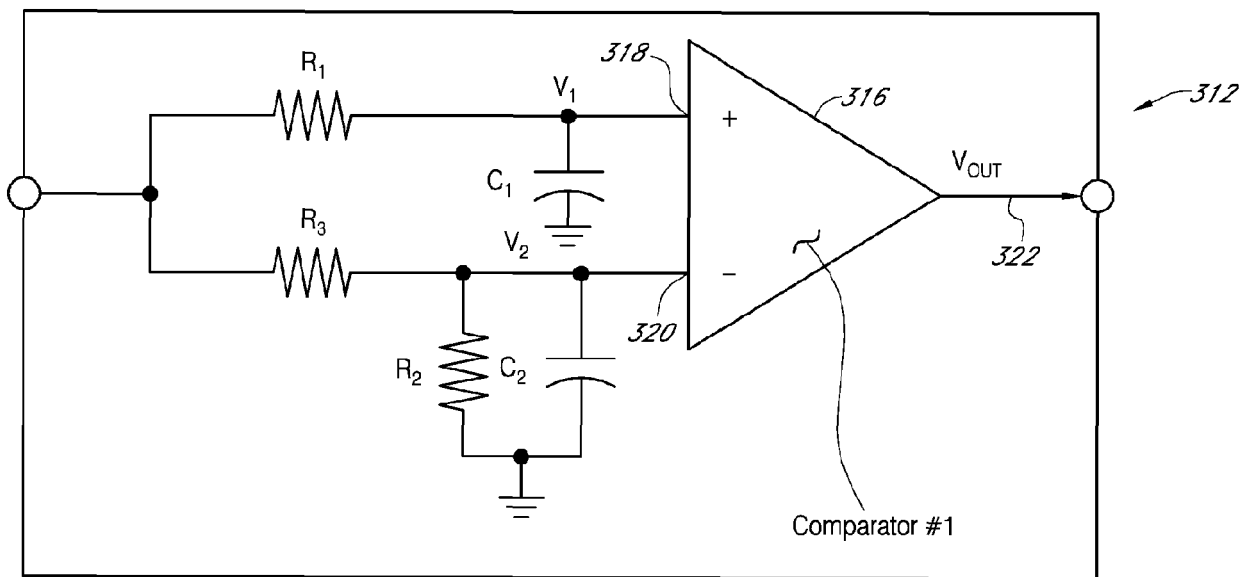 R1
V1
318
316
312
+
C1
VOUT
R3
V2
322
−
320
R2
C2
Comparator #1